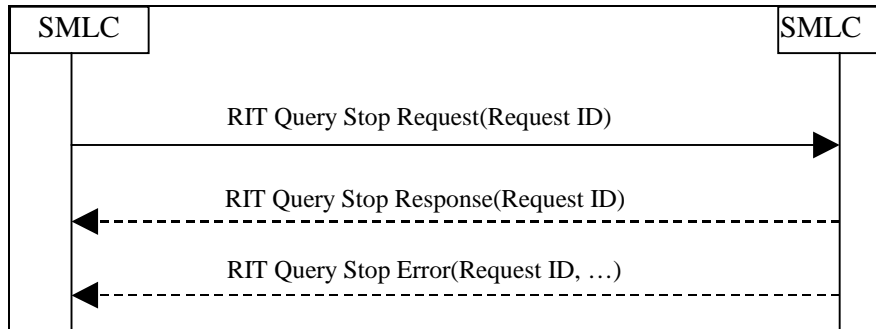 SMLC
SMLC
RIT Query Stop Request(Request ID)
RIT Query Stop Response(Request ID)
RIT Query Stop Error(Request ID, …)